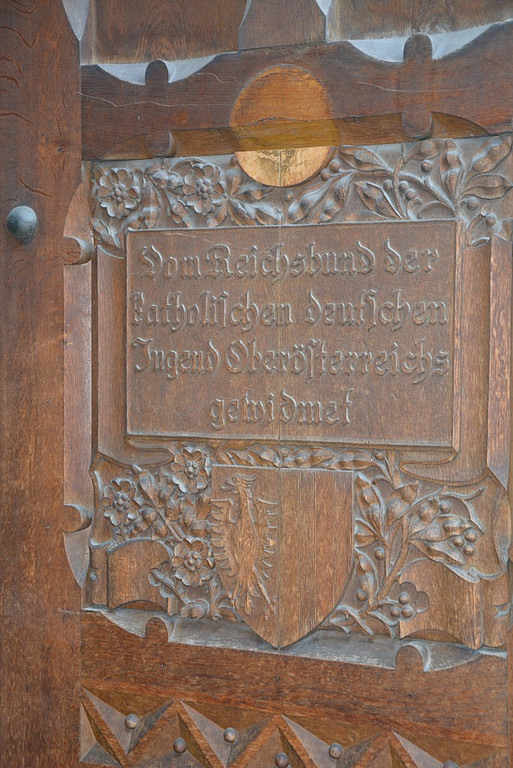 Vom Reichsbund der
katholischen deutschen
Jugend Oberösterreichs
gewidmet